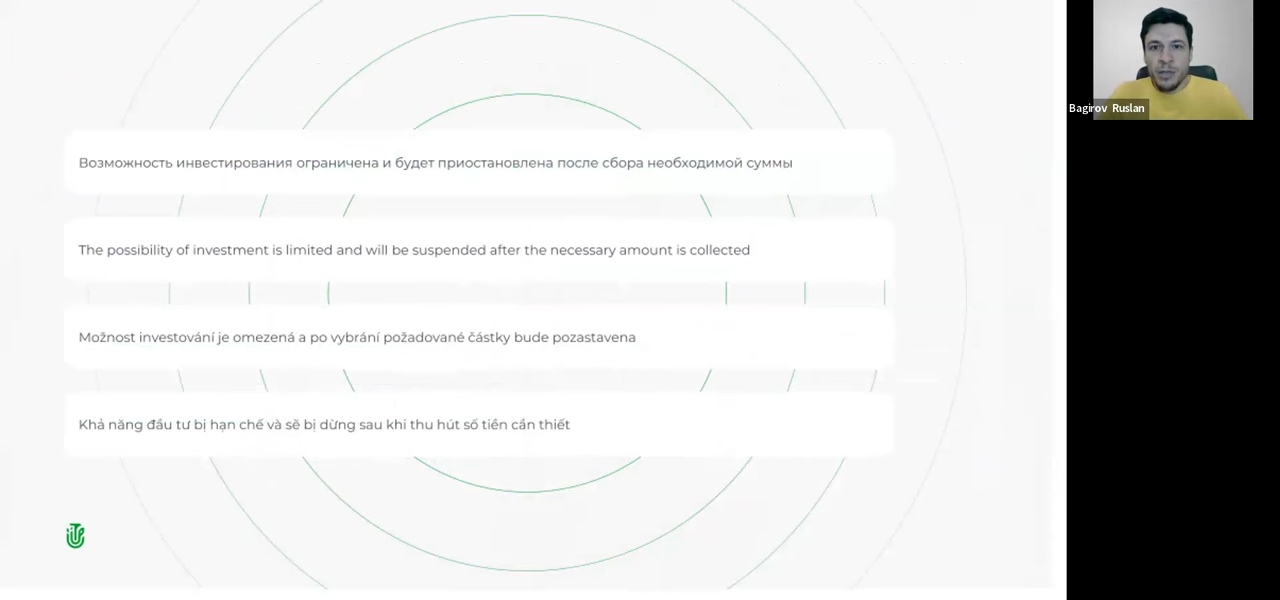 Возможность инвестирования ограничена и будет приостановлена после сбора необходимой суммы
The possibility of investment is limited and will be suspended after the necessary amount is collected
Možnost investování je omezená a po vybrání požadované částky bude pozastavena
Khả năng đầu tư bị hạn chế và sẽ bị dừng sau khi thu hút số tiền cần thiết
Bagirov Ruslan